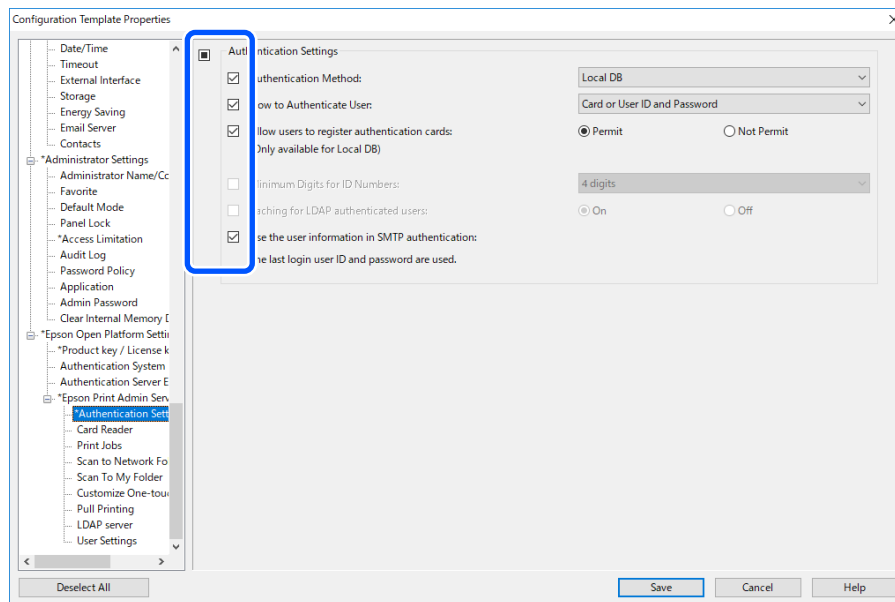 Configuration Template Properties
Date/Time
Timeout
External Interface
Storage
Energy Saving
Email Server
Contacts
*Administrator Settings
Administrator Name/Cc
Favorite
Default Mode
Panel Lock
*Access Limitation
Audit Log
Password Policy
Application
Admin Password
Clear Internal Memory D
*Epson Open Platform Setti
*Product key / License k
Authentication System
Authentication Server E
*Epson Print Admin Serv
*Authentication Sett
Card Reader
Print Jobs
Scan to Network Fo
Scan To My Folder
Customize One-tou
Pull Printing
LDAP server
User Settings
Authentication Settings
uthentication Method: Local DB
ow to Authenticate User: Card or User ID and Password
llow users to register authentication cards: Permit Not Permit
Only available for Local DB)
inimum Digits for ID Numbers: 4 digits
aching for LDAP authenticated users: On Off
se the user information in SMTP authentication:
he last login user ID and password are used.
Deselect All Save Cancel Help